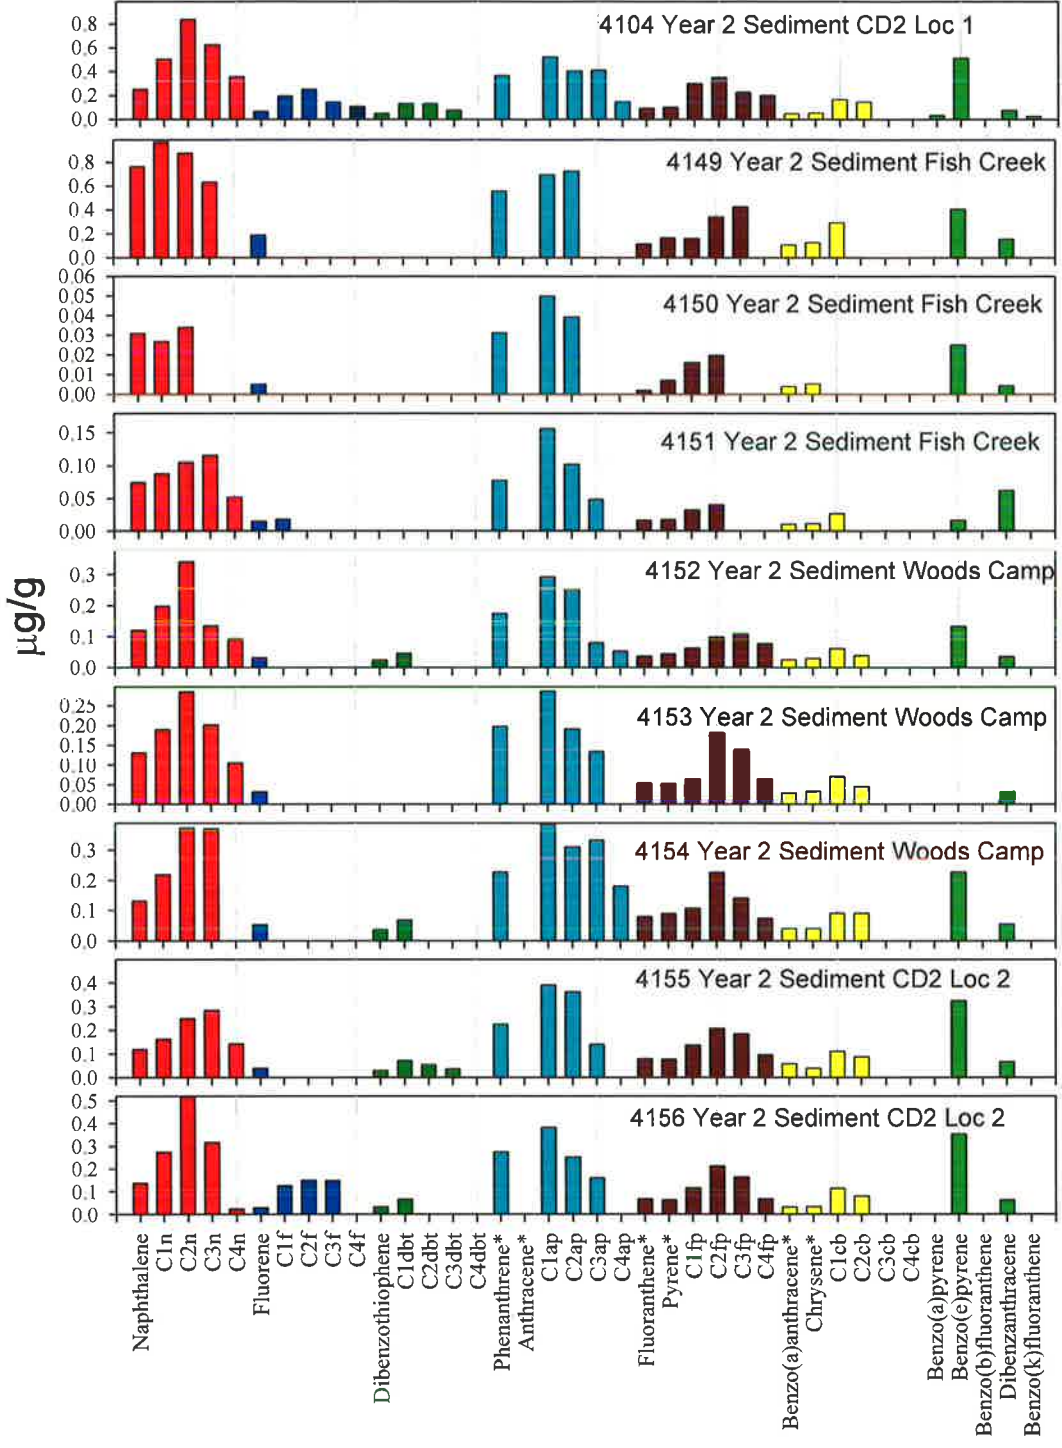 4104 Year 2 Sediment CD2 Loc 1
0.8
0.6
0.4
0.2
0.0
4149 Year 2 Sediment Fish Creek
0.8
0.6
0.4
0.2
0.0
4150 Year 2 Sediment Fish Creek
0.06
0.05
0.04
0.03
0.02
0.01
0.00
4151 Year 2 Sediment Fish Creek
0.15
0.10
0.05
0.00
4152 Year 2 Sediment Woods Camp
0.3
0.2
0.1
0.0
4153 Year 2 Sediment Woods Camp
0.25
0.20
0.15
0.10
0.05
0.00
4154 Year 2 Sediment Woods Camp
0.3
0.2
0.1
0.0
4155 Year 2 Sediment CD2 Loc 2
0.4
0.3
0.2
0.1
0.0
4156 Year 2 Sediment CD2 Loc 2
0.5
0.4
0.3
0.2
0.1
0.0
µg/g
Naphthalene
C1n
C2n
C3n
C4n
Fluorene
C1f
C2f
C3f
C4f
Dibenzothiophene
C1dbt
C2dbt
C3dbt
C4dbt
Phenanthrene*
Anthracene*
C1ap
C2ap
C3ap
C4ap
Fluoranthene*
Pyrene*
C1fp
C2fp
C3fp
C4fp
Benzo(a)anthracene*
Chrysene*
C1cb
C2cb
C3cb
C4cb
Benzo(a)pyrene
Benzo(e)pyrene
Benzo(b)fluoranthene
Dibenzanthracene
Benzo(k)fluoranthene